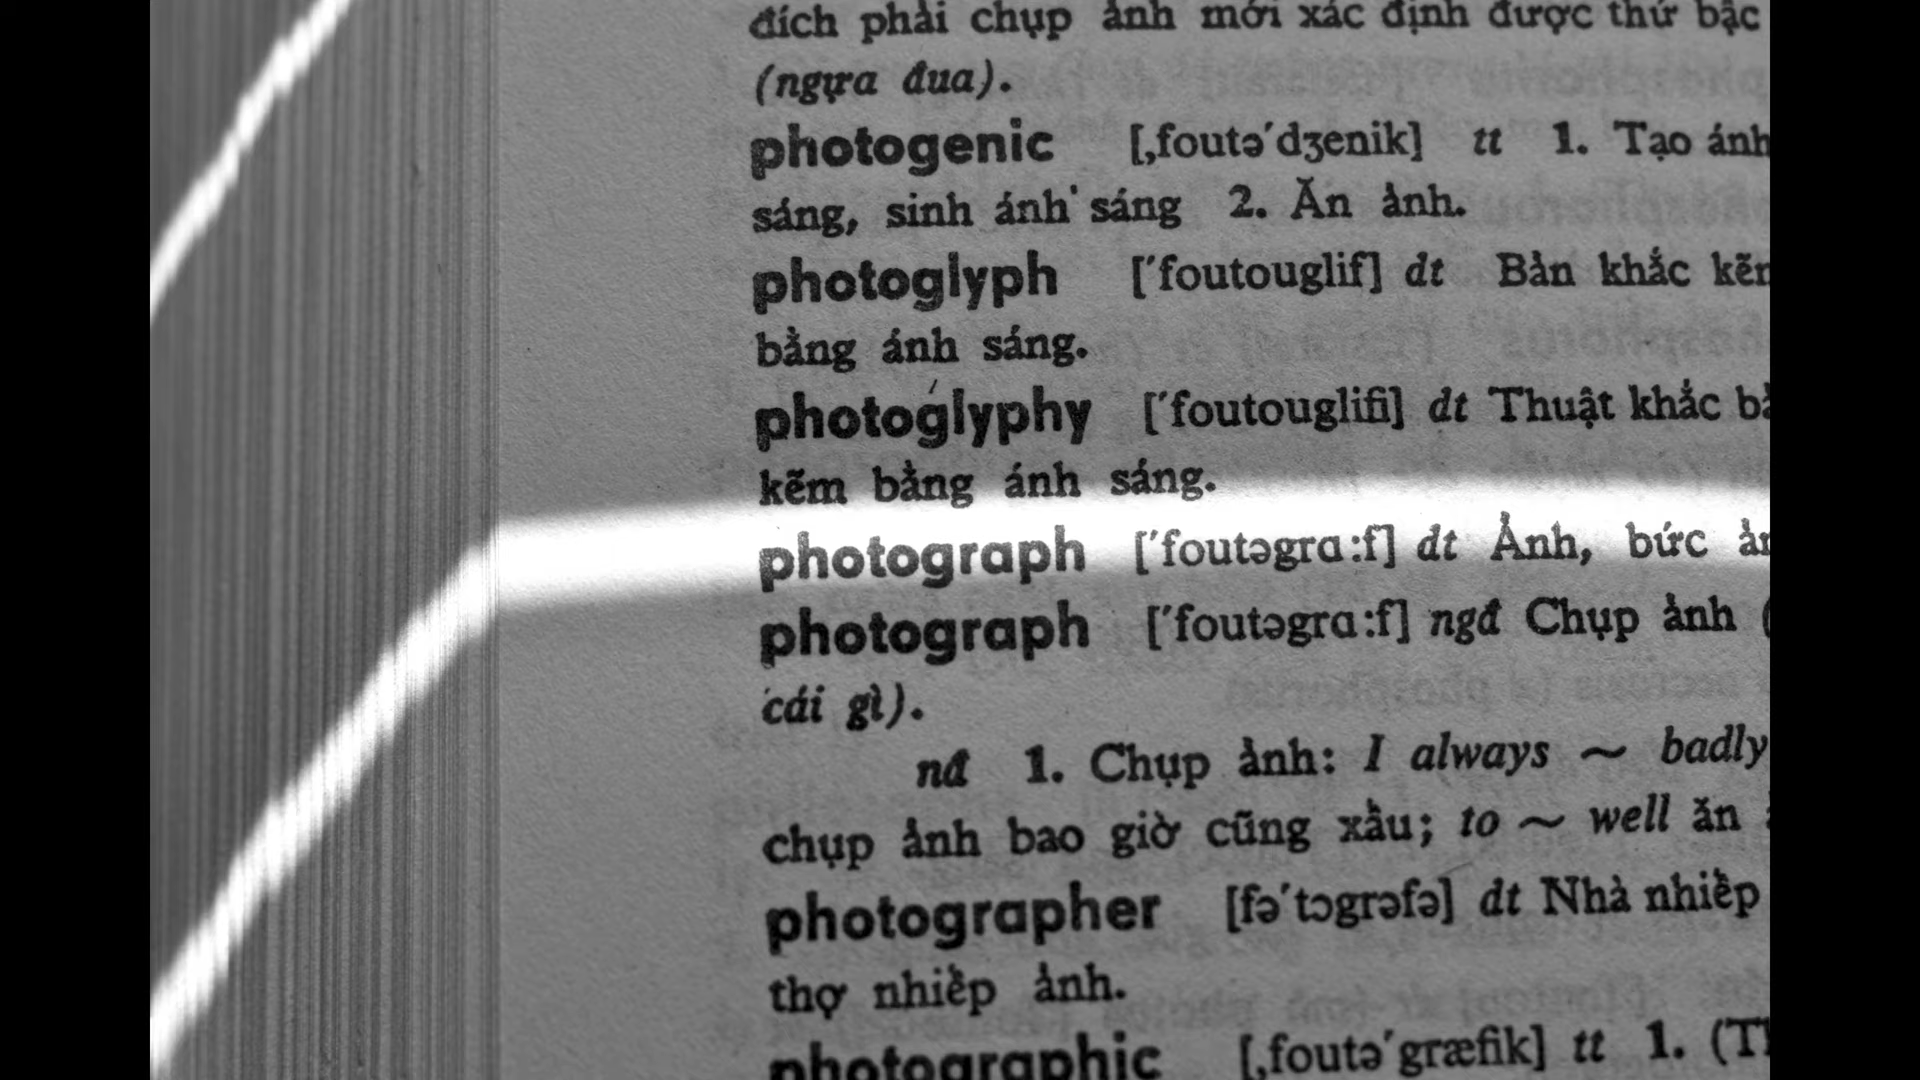 đích phải chụp ảnh mới xác định được thứ bậc
(ngựa đua).
photogenic [,foutə'dʒenik] tt 1. Tạo ánh
sáng, sinh ánh sáng 2. Ăn ảnh.
photoglyph ['foutouglif] dt Bản khắc kẽm
bằng ánh sáng.
photoglyphy ['foutouglifi] dt Thuật khắc
kẽm bằng ánh sáng.
photograph ['foutəgrɑ:f] dt Ảnh, bức
photograph ['foutəgrɑ:f] ngđ Chụp ảnh (
cái gì).
nđ 1. Chụp ảnh: I always ~ badly
chụp ảnh bao giờ cũng xấu; to ~ well ăn
photographer [fə'tɔgrəfə] dt Nhà nhiếp
thợ nhiếp ảnh.
photographic [,foutə'græfik] tt 1.